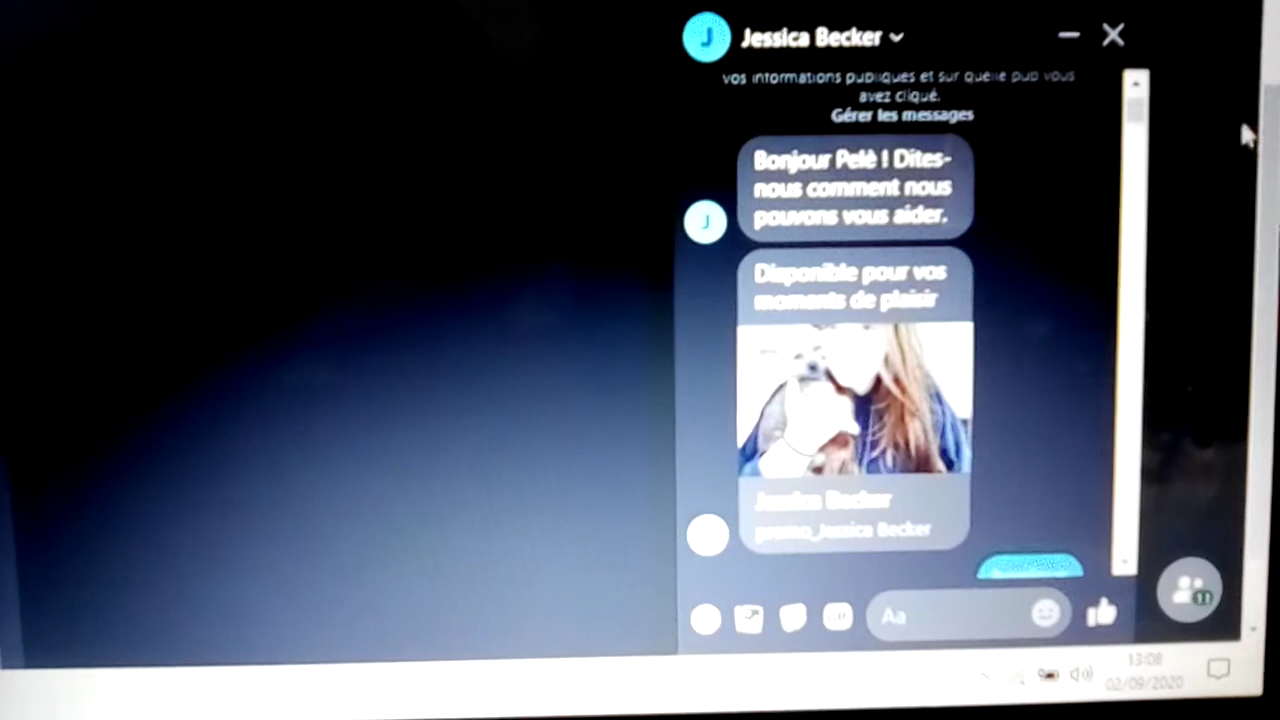 J Jessica Becker
vos informations publiques et sur quelle pub vous
avez cliqué.
Gérer les messages
Bonjour Pelè ! Dites-
nous comment nous
pouvons vous aider.
J
Disponible pour vos
moments de plaisir
Jessica Becker
promo_Jessica Becker
Aa
11
13:08
02/09/2020